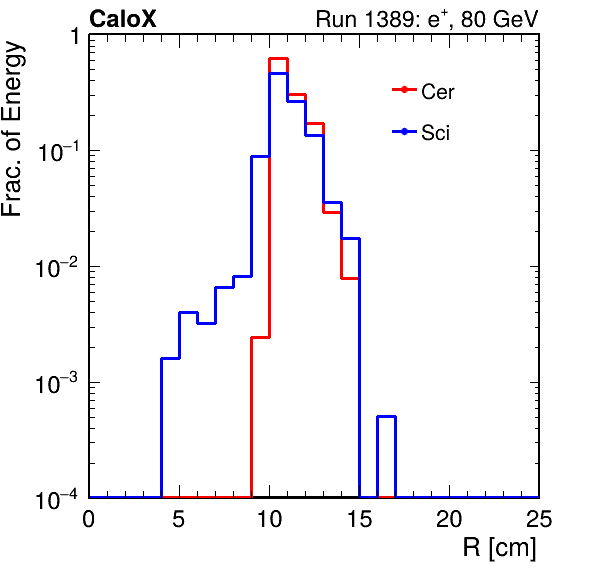 CaloX Run 1389: e⁺, 80 GeV
Frac. of Energy
1
10⁻¹
10⁻²
10⁻³
10⁻⁴
Cer
Sci
0 5 10 15 20 25
R [cm]